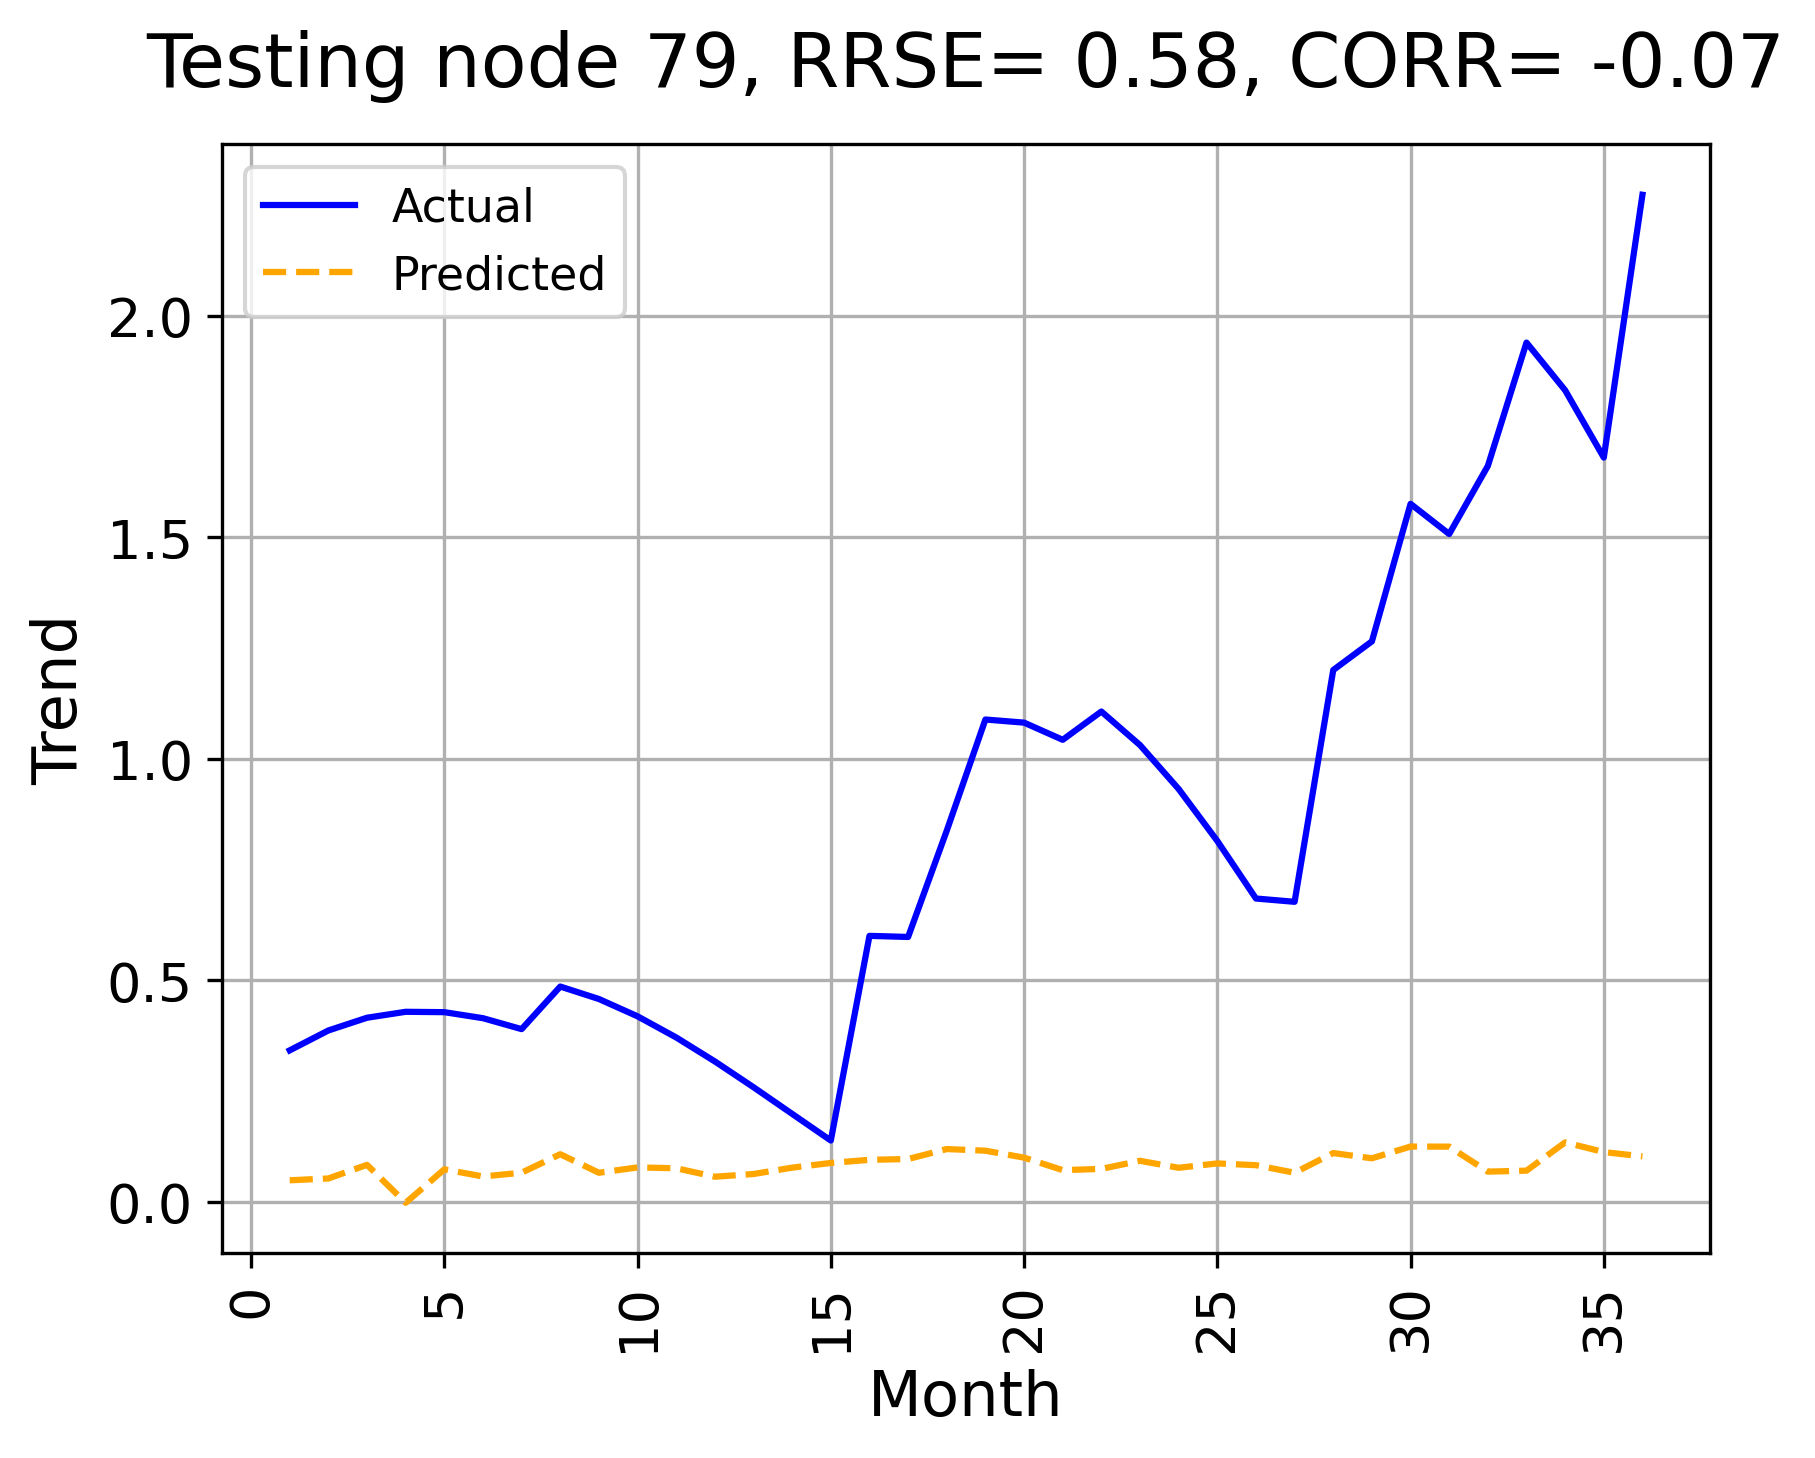 Testing node 79, RRSE= 0.58, CORR= -0.07
Actual
Predicted
2.0
1.5
1.0
0.5
0.0
Trend
0 5 10 15 20 25 30 35
Month